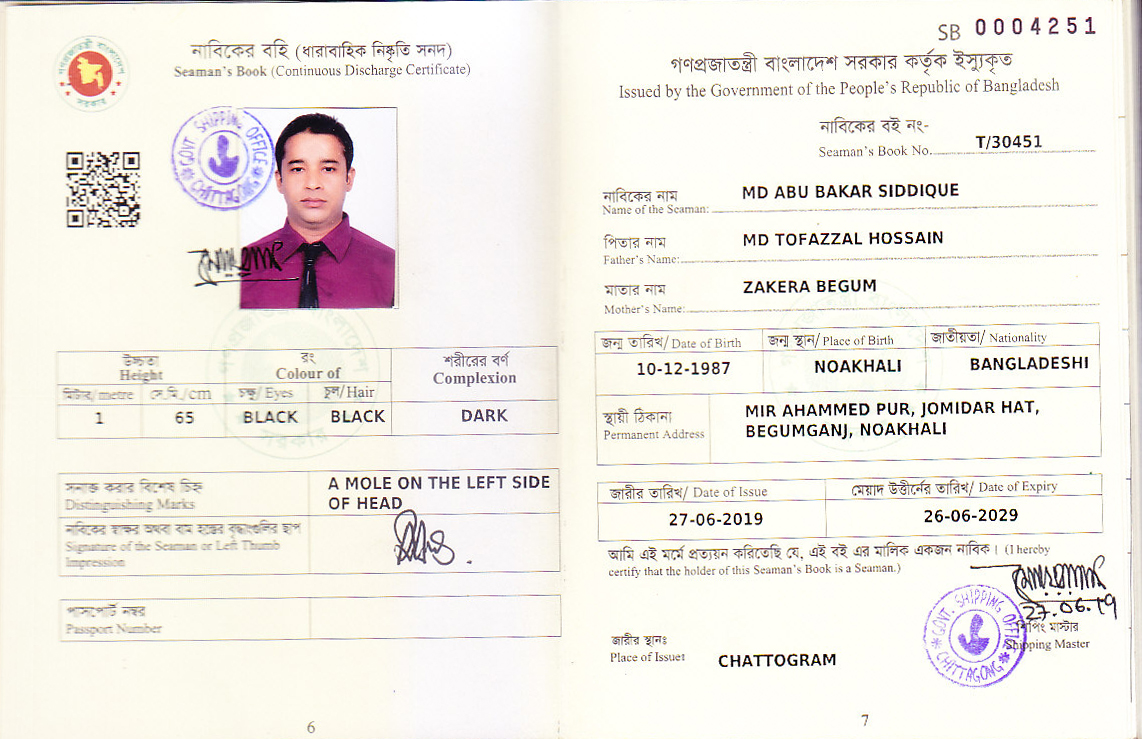 নাবিকের বহি (ধারাবাহিক নিষ্কৃতি সনদ)
Seaman's Book (Continuous Discharge Certificate)
গণপ্রজাতন্ত্রী বাংলাদেশ
সরকার
GOVT. SHIPPING OFFICE
CHITTAGONG
উচ্চতা
Height
রং
Colour of
শরীরের বর্ণ
Complexion
মিটার/ metre
সে.মি./cm
চক্ষু/ Eyes
চুল/ Hair
1
65
BLACK
BLACK
DARK
সনাক্ত করার বিশেষ চিহ্ন
Distinguishing Marks
A MOLE ON THE LEFT SIDE
OF HEAD
নাবিকের স্বাক্ষর অথবা বাম হস্তের বৃদ্ধাঙ্গুলির ছাপ
Signature of the Seaman or Left Thumb
Impression
পাসপোর্ট নম্বর
Passport Number
6
SB 0004251
গণপ্রজাতন্ত্রী বাংলাদেশ সরকার কর্তৃক ইস্যুকৃত
Issued by the Government of the People's Republic of Bangladesh
নাবিকের বই নং-
Seaman's Book No. T/30451
নাবিকের নাম
Name of the Seaman: MD ABU BAKAR SIDDIQUE
পিতার নাম
Father's Name: MD TOFAZZAL HOSSAIN
মাতার নাম
Mother's Name: ZAKERA BEGUM
জন্ম তারিখ/ Date of Birth
জন্ম স্থান/ Place of Birth
জাতীয়তা/ Nationality
10-12-1987
NOAKHALI
BANGLADESHI
স্থায়ী ঠিকানা
Permanent Address
MIR AHAMMED PUR, JOMIDAR HAT,
BEGUMGANJ, NOAKHALI
জারীর তারিখ/ Date of Issue
মেয়াদ উত্তীর্নের তারিখ/ Date of Expiry
27-06-2019
26-06-2029
আমি এই মর্মে প্রত্যয়ন করিতেছি যে, এই বই এর মালিক একজন নাবিক। (I hereby
certify that the holder of this Seaman's Book is a Seaman.)
27.06.19
শিপিং মাস্টার
Shipping Master
GOVT. SHIPPING OFFICE
CHITTAGONG
জারীর স্থানঃ
Place of Issue: CHATTOGRAM
7